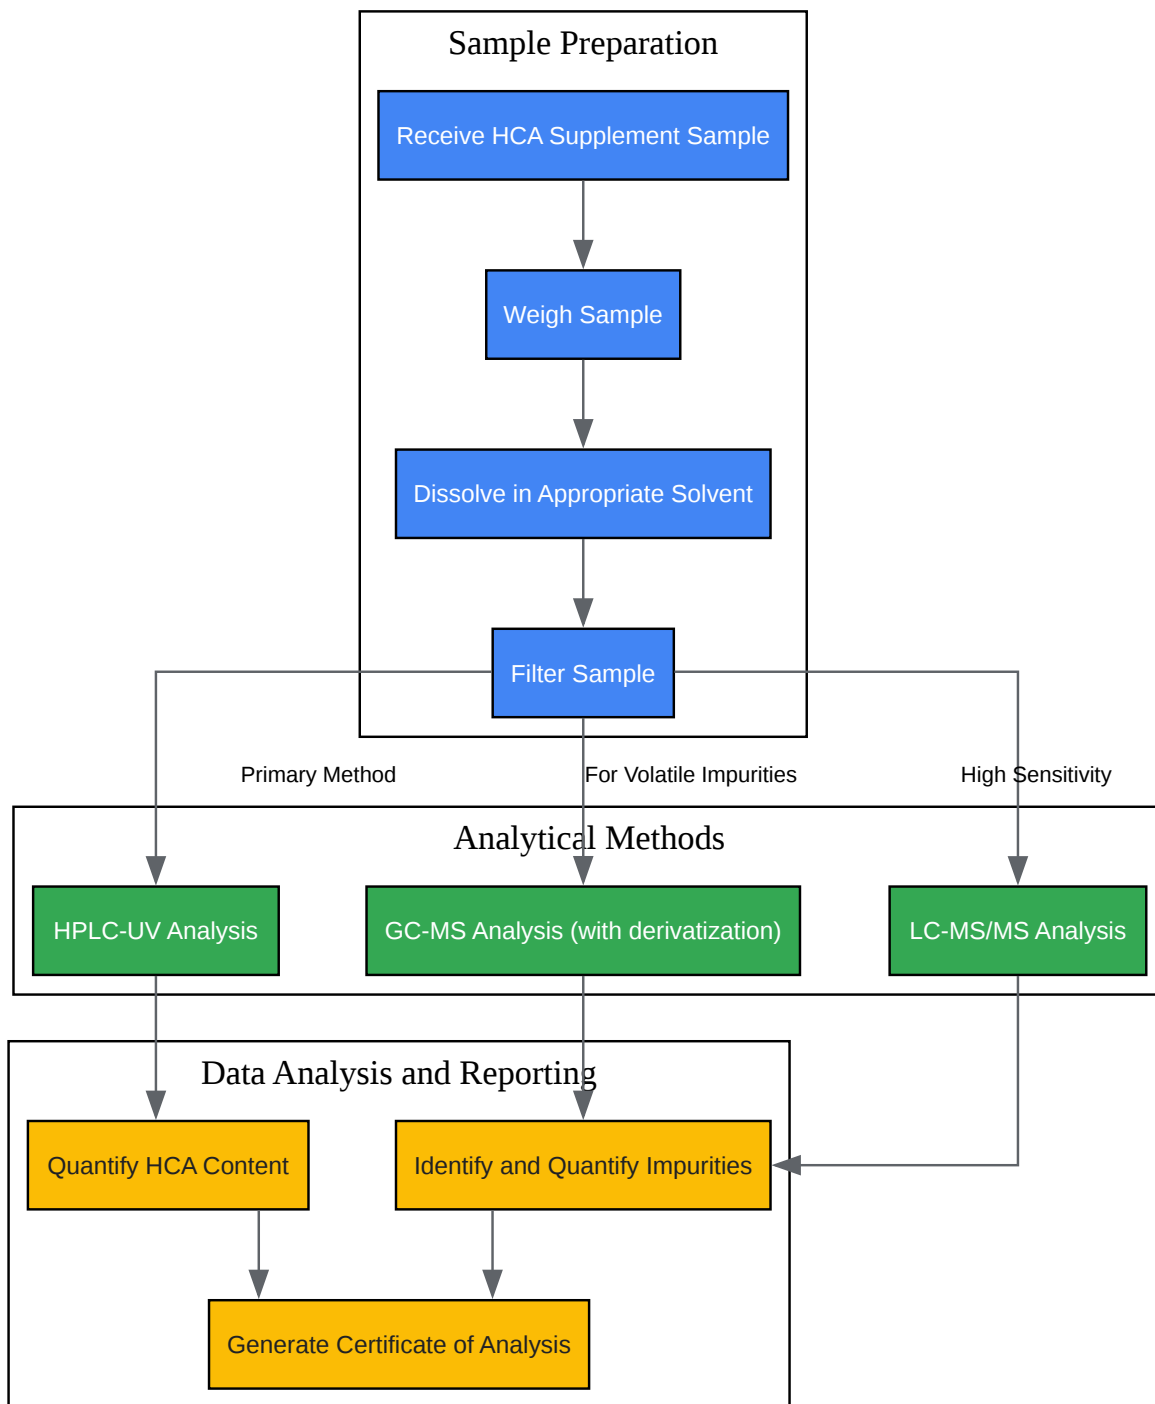 Sample Preparation
Receive HCA Supplement Sample
Weigh Sample
Dissolve in Appropriate Solvent
Filter Sample
Primary Method
For Volatile Impurities
High Sensitivity
Analytical Methods
HPLC-UV Analysis
GC-MS Analysis (with derivatization)
LC-MS/MS Analysis
Data Analysis and Reporting
Quantify HCA Content
Identify and Quantify Impurities
Generate Certificate of Analysis